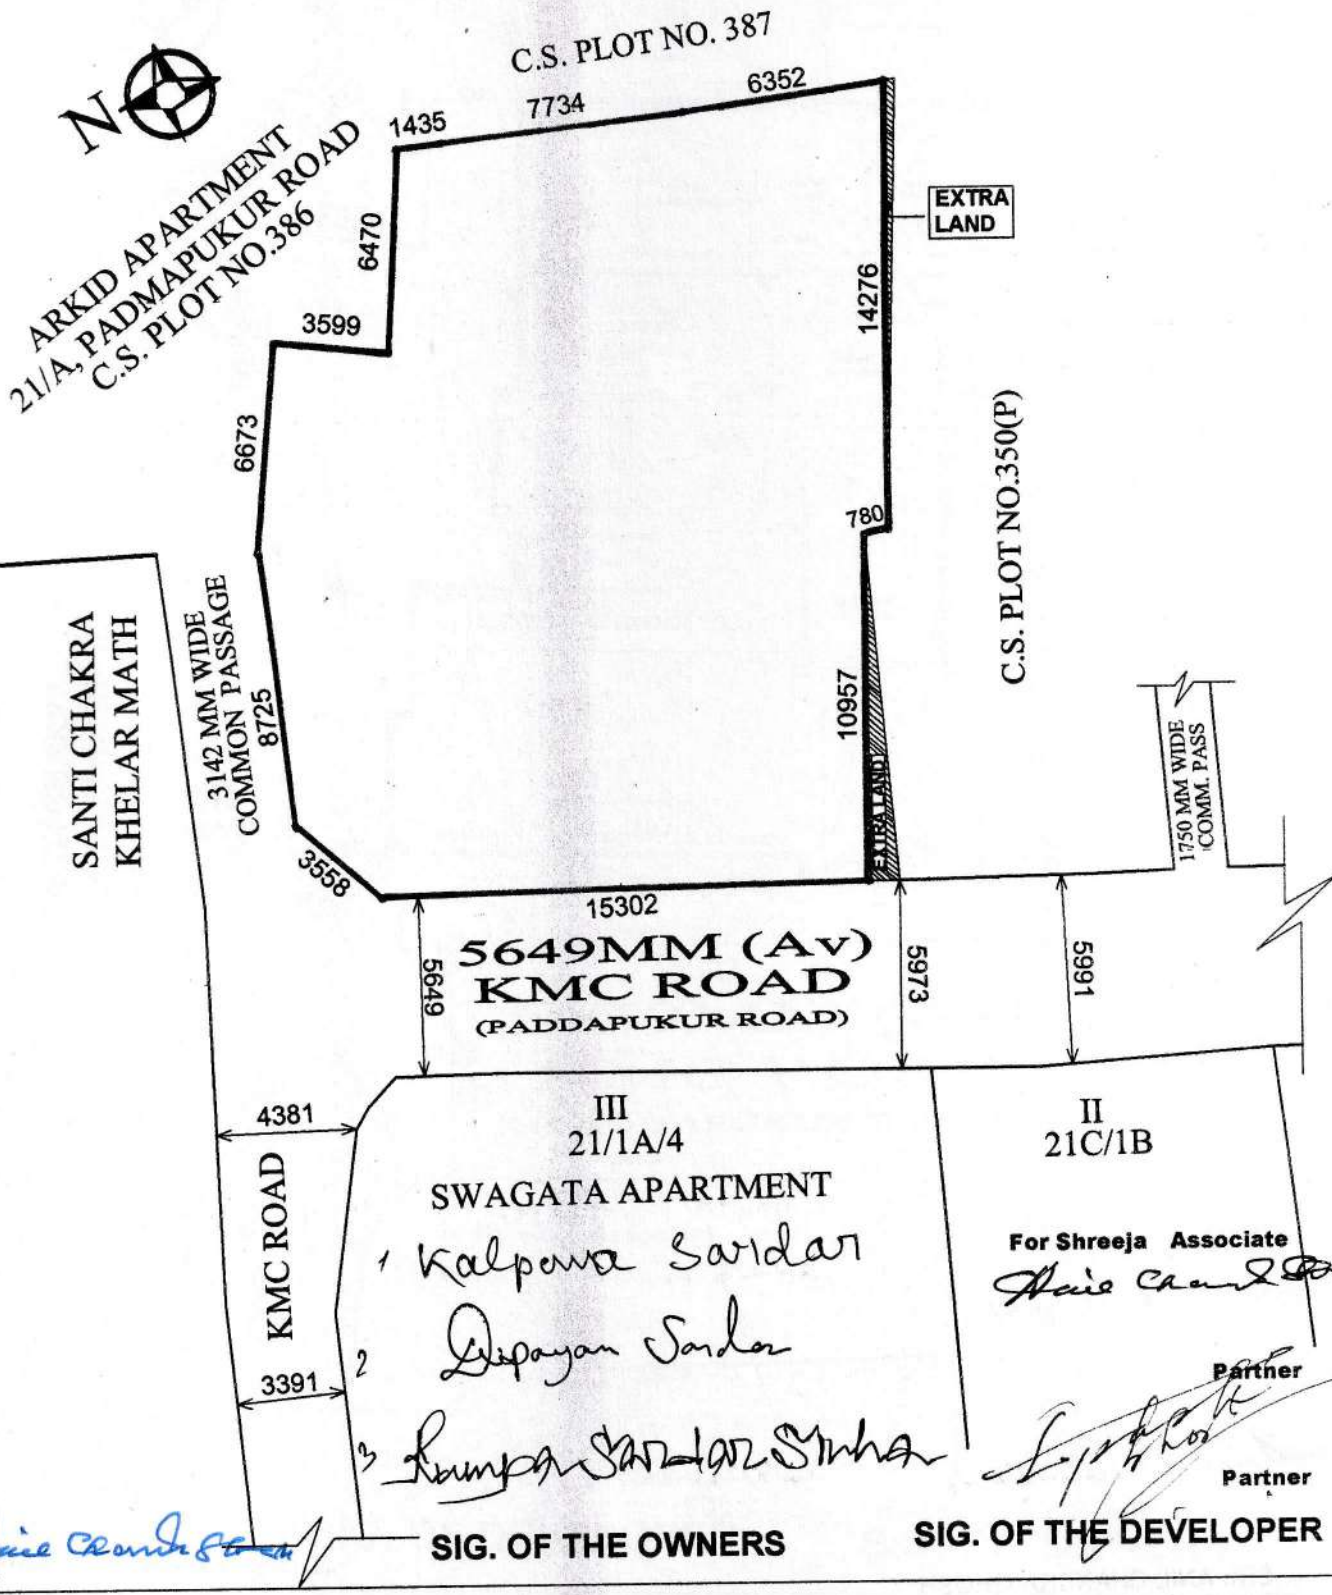 C.S. PLOT NO. 387
N
ARKID APARTMENT
21/A, PADMAPUKUR ROAD
C.S. PLOT NO.386
1435
7734
6352
6470
3599
6673
EXTRA
LAND
14276
780
C.S. PLOT NO.350(P)
SANTI CHAKRA
KHELAR MATH
3142 MM WIDE
COMMON PASSAGE
8725
10957
EXTRA LAND
1750 MM WIDE
COMM. PASS
3558
15302
5649MM (Av)
KMC ROAD
(PADDAPUKUR ROAD)
5649
5973
5991
4381
KMC ROAD
3391
III
21/1A/4
SWAGATA APARTMENT
II
21C/1B
1 Kalpana Sardar
2 Dipayan Sardar
3 Rumpa Sardar Sinha
For Shreeja Associate
Partner
Partner
SIG. OF THE OWNERS
SIG. OF THE DEVELOPER